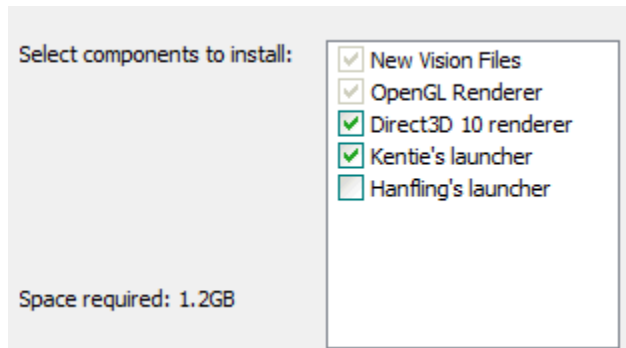 Select components to install:
New Vision Files
OpenGL Renderer
Direct3D 10 renderer
Kentie's launcher
Hanfling's launcher
Space required: 1.2GB